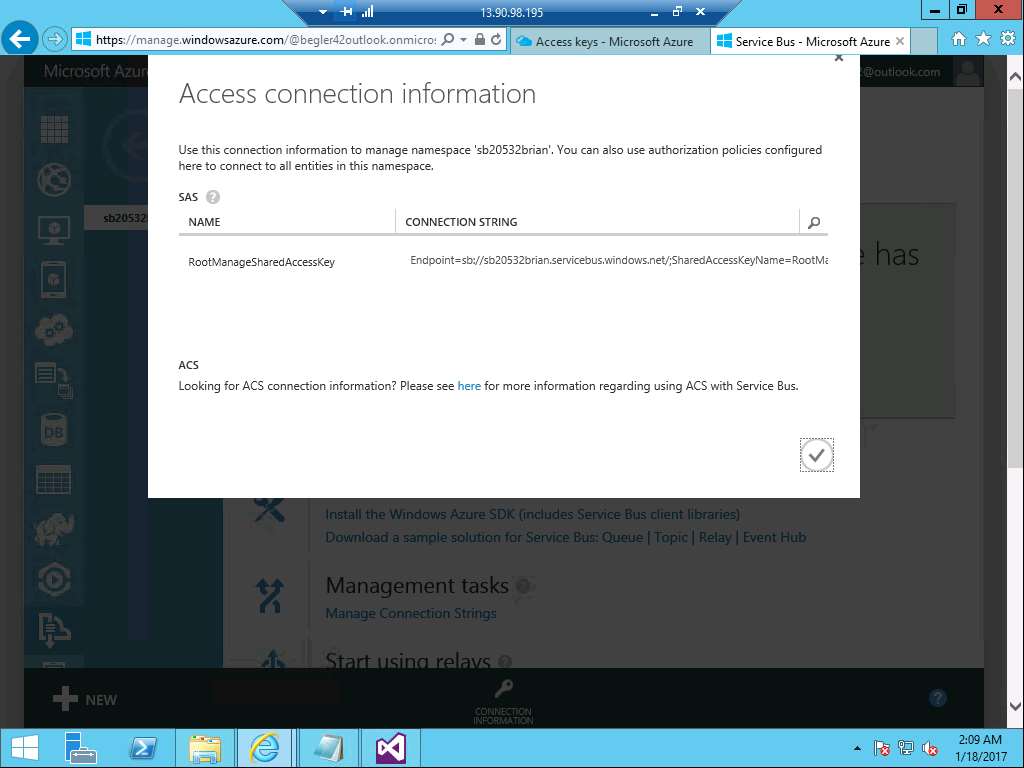 13.90.98.195
https://manage.windowsazure.com/@begler42outlook.onmicros
Access keys - Microsoft Azure
Service Bus - Microsoft Azure
Microsoft Azur
@outlook.com
Access connection information
Use this connection information to manage namespace 'sb20532brian'. You can also use authorization policies configured
here to connect to all entities in this namespace.
SAS ?
NAME
CONNECTION STRING
sb20532
RootManageSharedAccessKey
Endpoint=sb://sb20532brian.servicebus.windows.net/;SharedAccessKeyName=RootMa
has
ACS
Looking for ACS connection information? Please see here for more information regarding using ACS with Service Bus.
DB
Install the Windows Azure SDK (includes Service Bus client libraries)
Download a sample solution for Service Bus: Queue | Topic | Relay | Event Hub
Management tasks ?
Manage Connection Strings
Start using relays ?
NEW
CONNECTION
INFORMATION
?
2:09 AM
1/18/2017